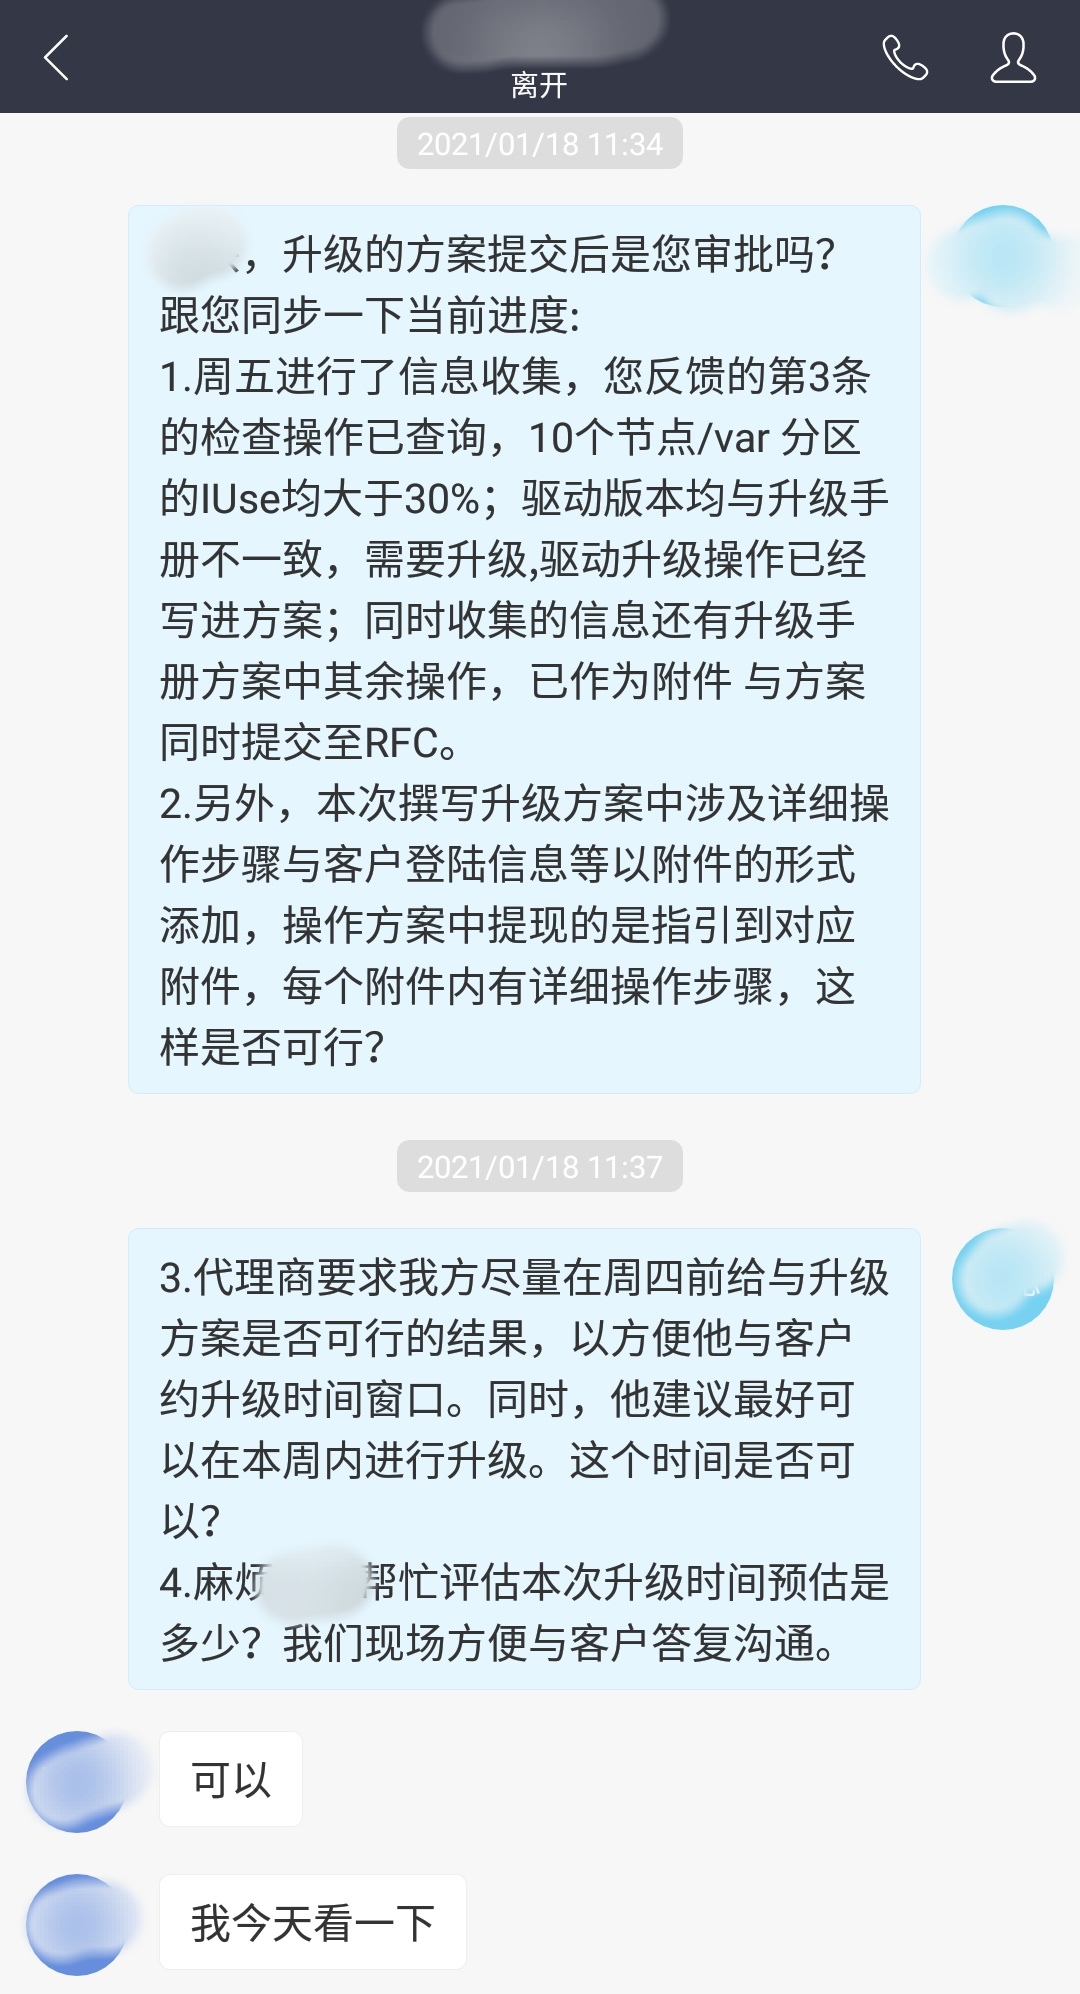 离开
2021/01/18 11:34
，升级的方案提交后是您审批吗？
跟您同步一下当前进度:
1.周五进行了信息收集，您反馈的第3条
的检查操作已查询，10个节点/var 分区
的IUse均大于30%；驱动版本均与升级手
册不一致，需要升级,驱动升级操作已经
写进方案；同时收集的信息还有升级手
册方案中其余操作，已作为附件 与方案
同时提交至RFC。
2.另外，本次撰写升级方案中涉及详细操
作步骤与客户登陆信息等以附件的形式
添加，操作方案中提现的是指引到对应
附件，每个附件内有详细操作步骤，这
样是否可行？
2021/01/18 11:37
3.代理商要求我方尽量在周四前给与升级
方案是否可行的结果，以方便他与客户
约升级时间窗口。同时，他建议最好可
以在本周内进行升级。这个时间是否可
以？
4.麻烦帮忙评估本次升级时间预估是
多少？我们现场方便与客户答复沟通。
可以
我今天看一下